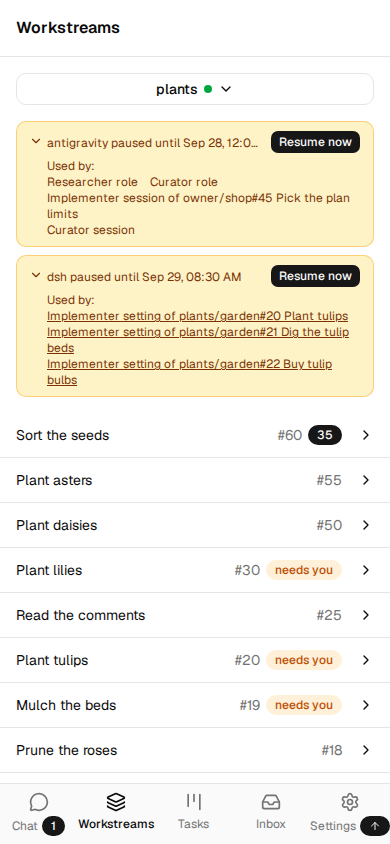 Workstreams
plants
antigravity paused until Sep 28, 12:0... Resume now
Used by:
Researcher role Curator role
Implementer session of owner/shop#45 Pick the plan
limits
Curator session
dsh paused until Sep 29, 08:30 AM Resume now
Used by:
Implementer setting of plants/garden#20 Plant tulips
Implementer setting of plants/garden#21 Dig the tulip
beds
Implementer setting of plants/garden#22 Buy tulip
bulbs
Sort the seeds #60 35
Plant asters #55
Plant daisies #50
Plant lilies #30 needs you
Read the comments #25
Plant tulips #20 needs you
Mulch the beds #19 needs you
Prune the roses #18
Chat 1 Workstreams Tasks Inbox Settings ↑